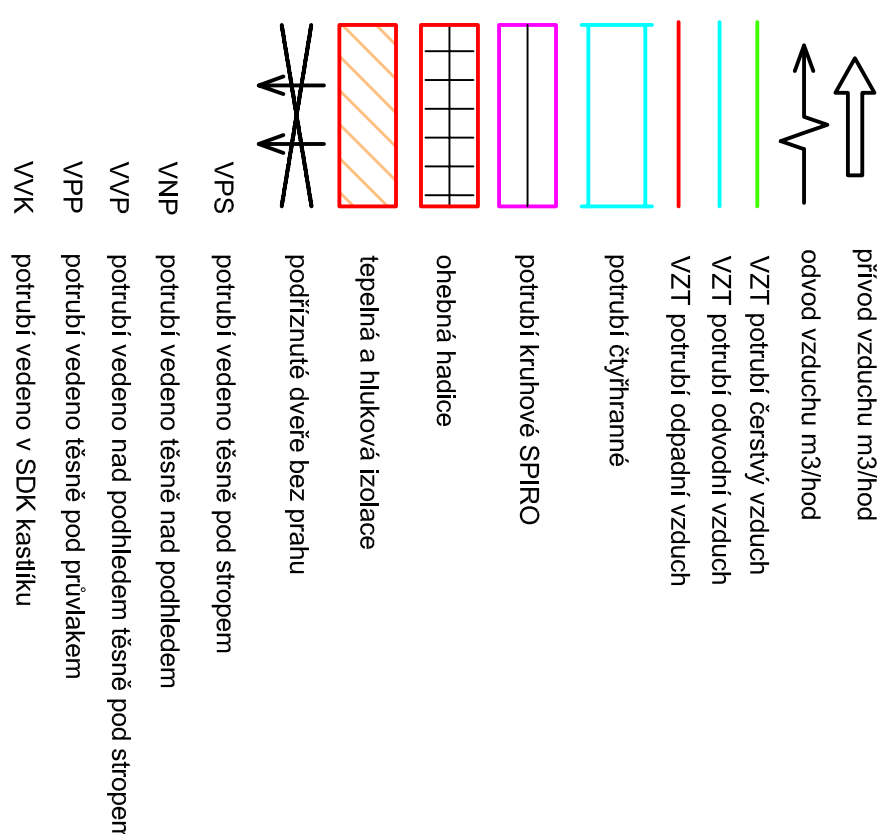 přívod vzduchu m3/hod
odvod vzduchu m3/hod
VZT potrubí čerstvý vzduch
VZT potrubí odvodní vzduch
VZT potrubí odpadní vzduch
potrubí čtyřhranné
potrubí kruhové SPIRO
ohebná hadice
tepelná a hluková izolace
podříznuté dveře bez prahu
VPS potrubí vedeno těsně pod stropem
VNP potrubí vedeno těsně nad podhledem
VVP potrubí vedeno nad podhledem těsně pod stropem
VPP potrubí vedeno těsně pod průvlakem
VVK potrubí vedeno v SDK kastlíku